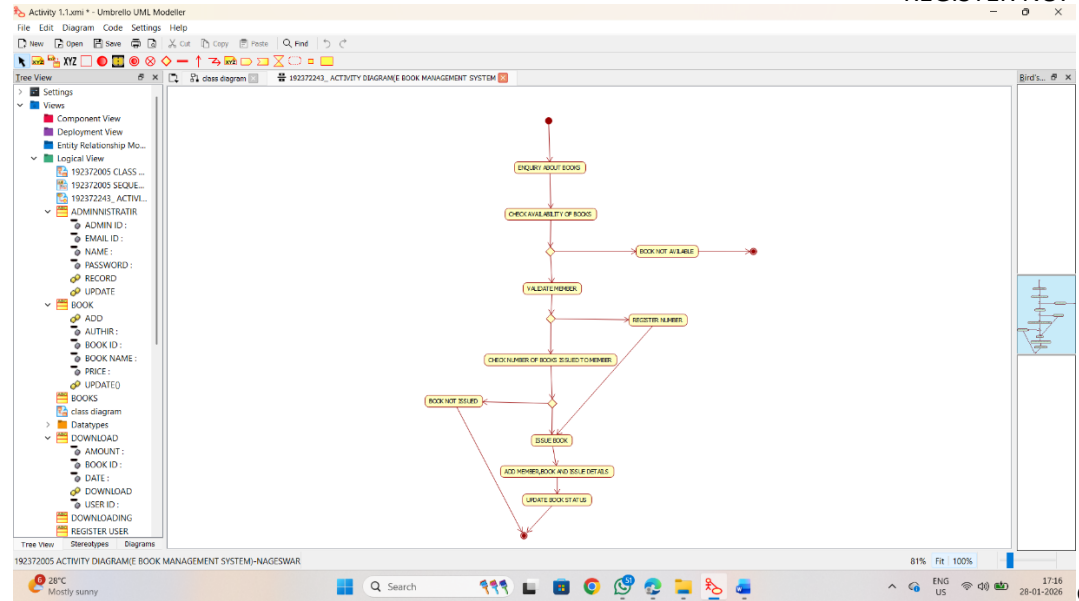 REGISTER NO:
Activity 1.1.xmi * - Umbrello UML Modeller
File Edit Diagram Code Settings Help
New Open Save Cut Copy Paste Find
XYZ
Tree View
class diagram
192372243_ ACTIVITY DIAGRAM(E BOOK MANAGEMENT SYSTEM
Bird's...
Settings
Views
Component View
Deployment View
Entity Relationship Mo...
Logical View
192372005 CLASS ...
192372005 SEQUE...
192372243_ ACTIVI...
ADMINNISTRATIR
ADMIN ID :
EMAIL ID :
NAME :
PASSWORD :
RECORD
UPDATE
BOOK
ADD
AUTHIR :
BOOK ID :
BOOK NAME :
PRICE :
UPDATE()
BOOKS
class diagram
Datatypes
DOWNLOAD
AMOUNT :
BOOK ID :
DATE :
DOWNLOAD
USER ID :
DOWNLOADING
REGISTER USER
Tree View Stereotypes Diagrams
ENQUIRY ABOUT BOOKS
CHECK AVAILABILITY OF BOOKS
BOOK NOT AVILABLE
VALIDATE MEMBER
REGISTER NUMBER
CHECK NUMBER OF BOOKS ISSUED TO MEMBER
BOOK NOT ISSUED
ISSUE BOOK
ADD MEMBER,BOOK AND ISSUE DETAILS
UPDATE BOOK STATUS
192372005 ACTIVITY DIAGRAM(E BOOK MANAGEMENT SYSTEM)-NAGESWAR
81% Fit 100%
28°C
Mostly sunny
Search
ENG
US
17:16
28-01-2026